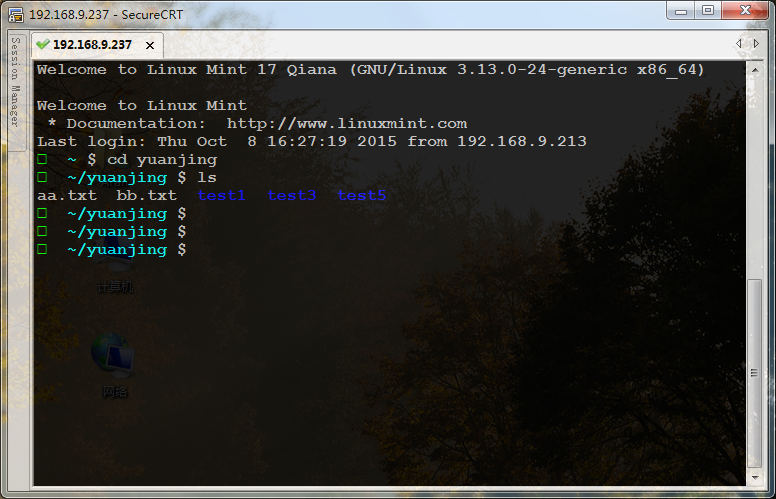 192.168.9.237 - SecureCRT
Session Manager
192.168.9.237
Welcome to Linux Mint 17 Qiana (GNU/Linux 3.13.0-24-generic x86_64)
Welcome to Linux Mint
 * Documentation:  http://www.linuxmint.com
Last login: Thu Oct  8 16:27:19 2015 from 192.168.9.213
□  ~ $ cd yuanjing
□  ~/yuanjing $ ls
aa.txt  bb.txt  test1  test3  test5
□  ~/yuanjing $
□  ~/yuanjing $
□  ~/yuanjing $
计算机
网络